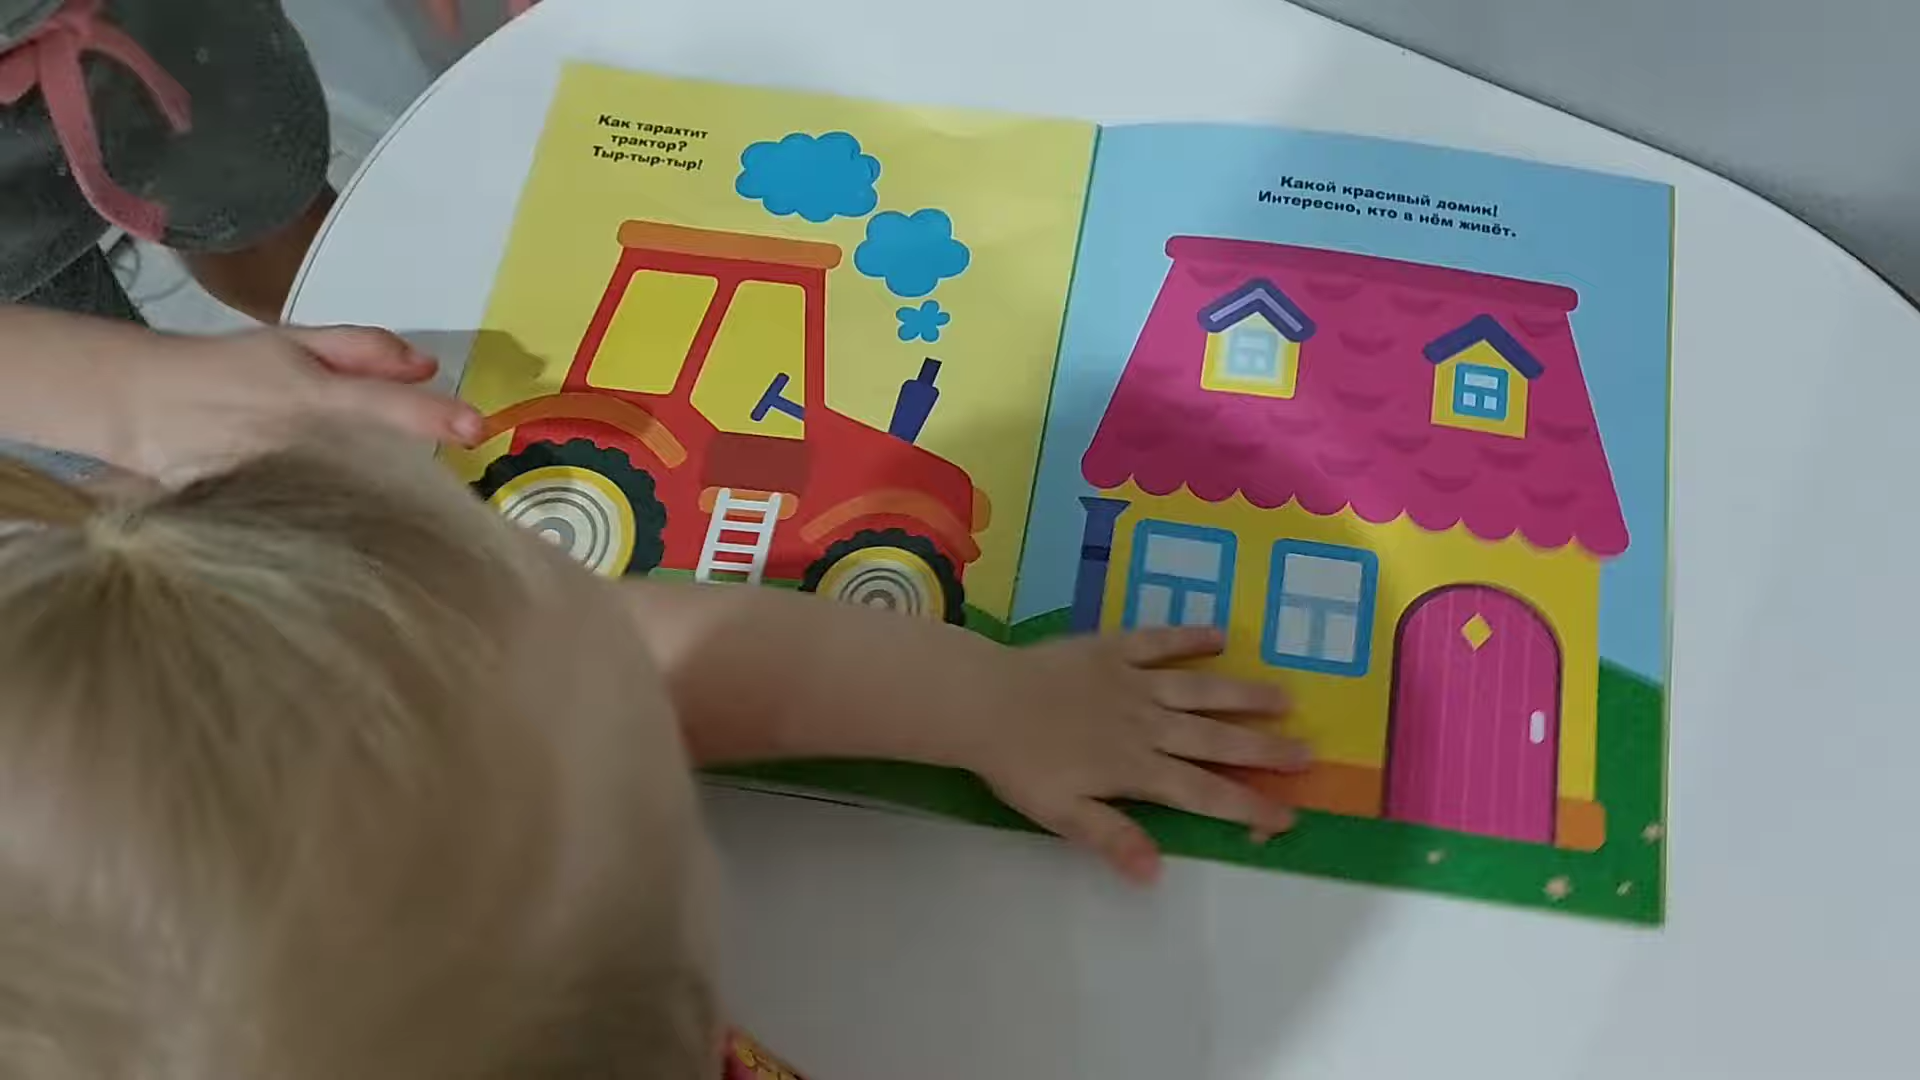 Как тарахтит
трактор?
Тыр-тыр-тыр!
Какой красивый домик!
Интересно, кто в нём живёт.